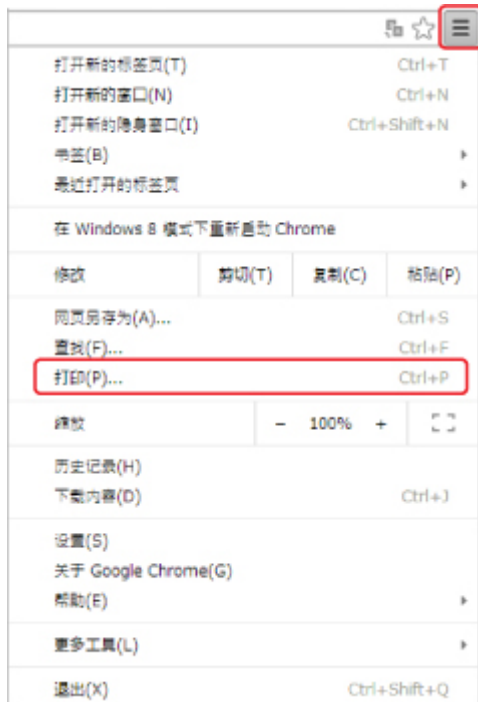 打开新的标签页(T) Ctrl+T
打开新的窗口(N) Ctrl+N
打开新的隐身窗口(I) Ctrl+Shift+N
书签(B)
最近打开的标签页
在 Windows 8 模式下重新启动 Chrome
修改 剪切(T) 复制(C) 粘贴(P)
网页另存为(A)... Ctrl+S
查找(F)... Ctrl+F
打印(P)... Ctrl+P
缩放 - 100% +
历史记录(H)
下载内容(D) Ctrl+J
设置(S)
关于 Google Chrome(G)
帮助(E)
更多工具(L)
退出(X) Ctrl+Shift+Q